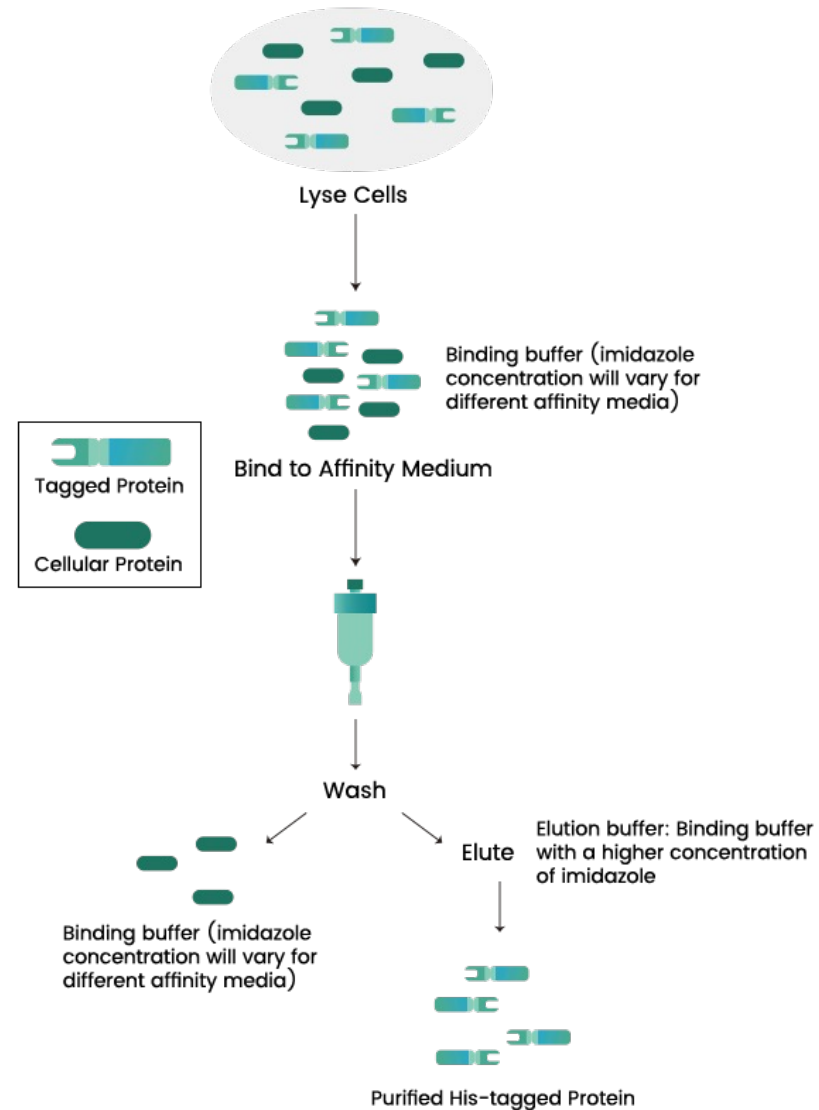 Lyse Cells
Binding buffer (imidazole
concentration will vary for
different affinity media)
Bind to Affinity Medium
Tagged Protein
Cellular Protein
Wash
Elute
Elution buffer: Binding buffer
with a higher concentration
of imidazole
Binding buffer (imidazole
concentration will vary for
different affinity media)
Purified His-tagged Protein